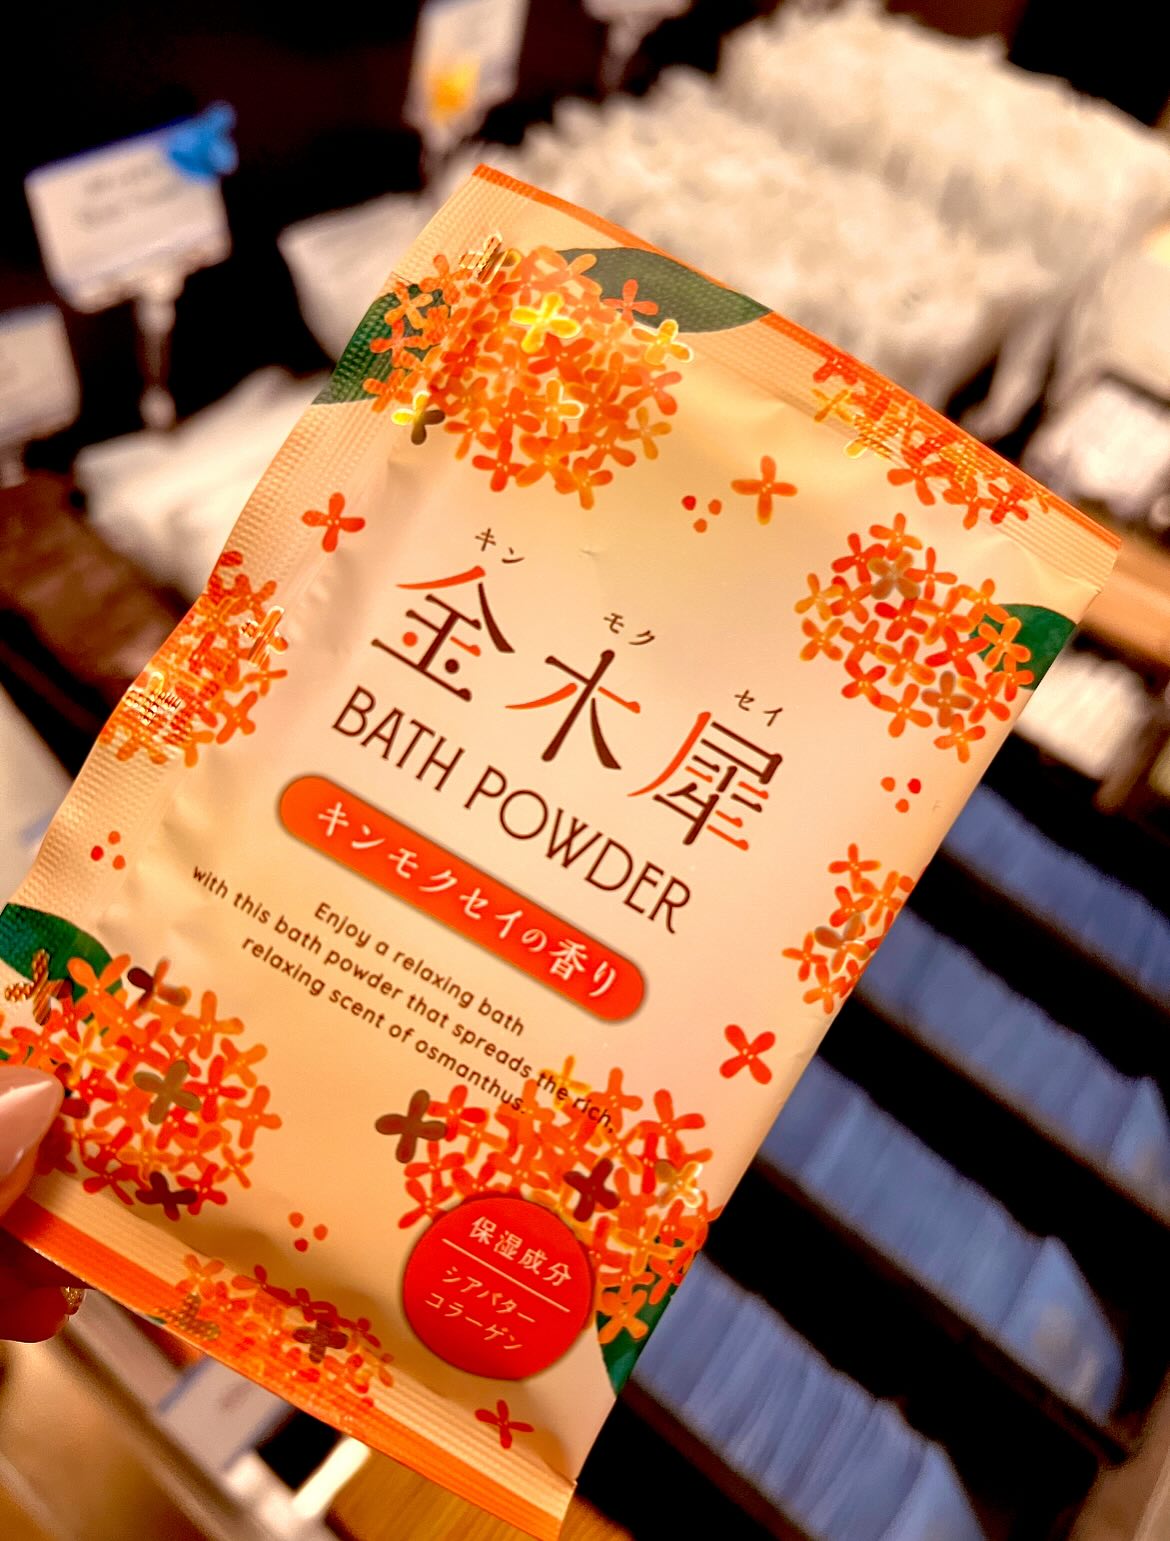 キン モク セイ
金木犀
BATH POWDER
キンモクセイの香り
Enjoy a relaxing bath
with this bath powder that spreads the rich,
relaxing scent of osmanthus.
保湿成分
シアバター
コラーゲン